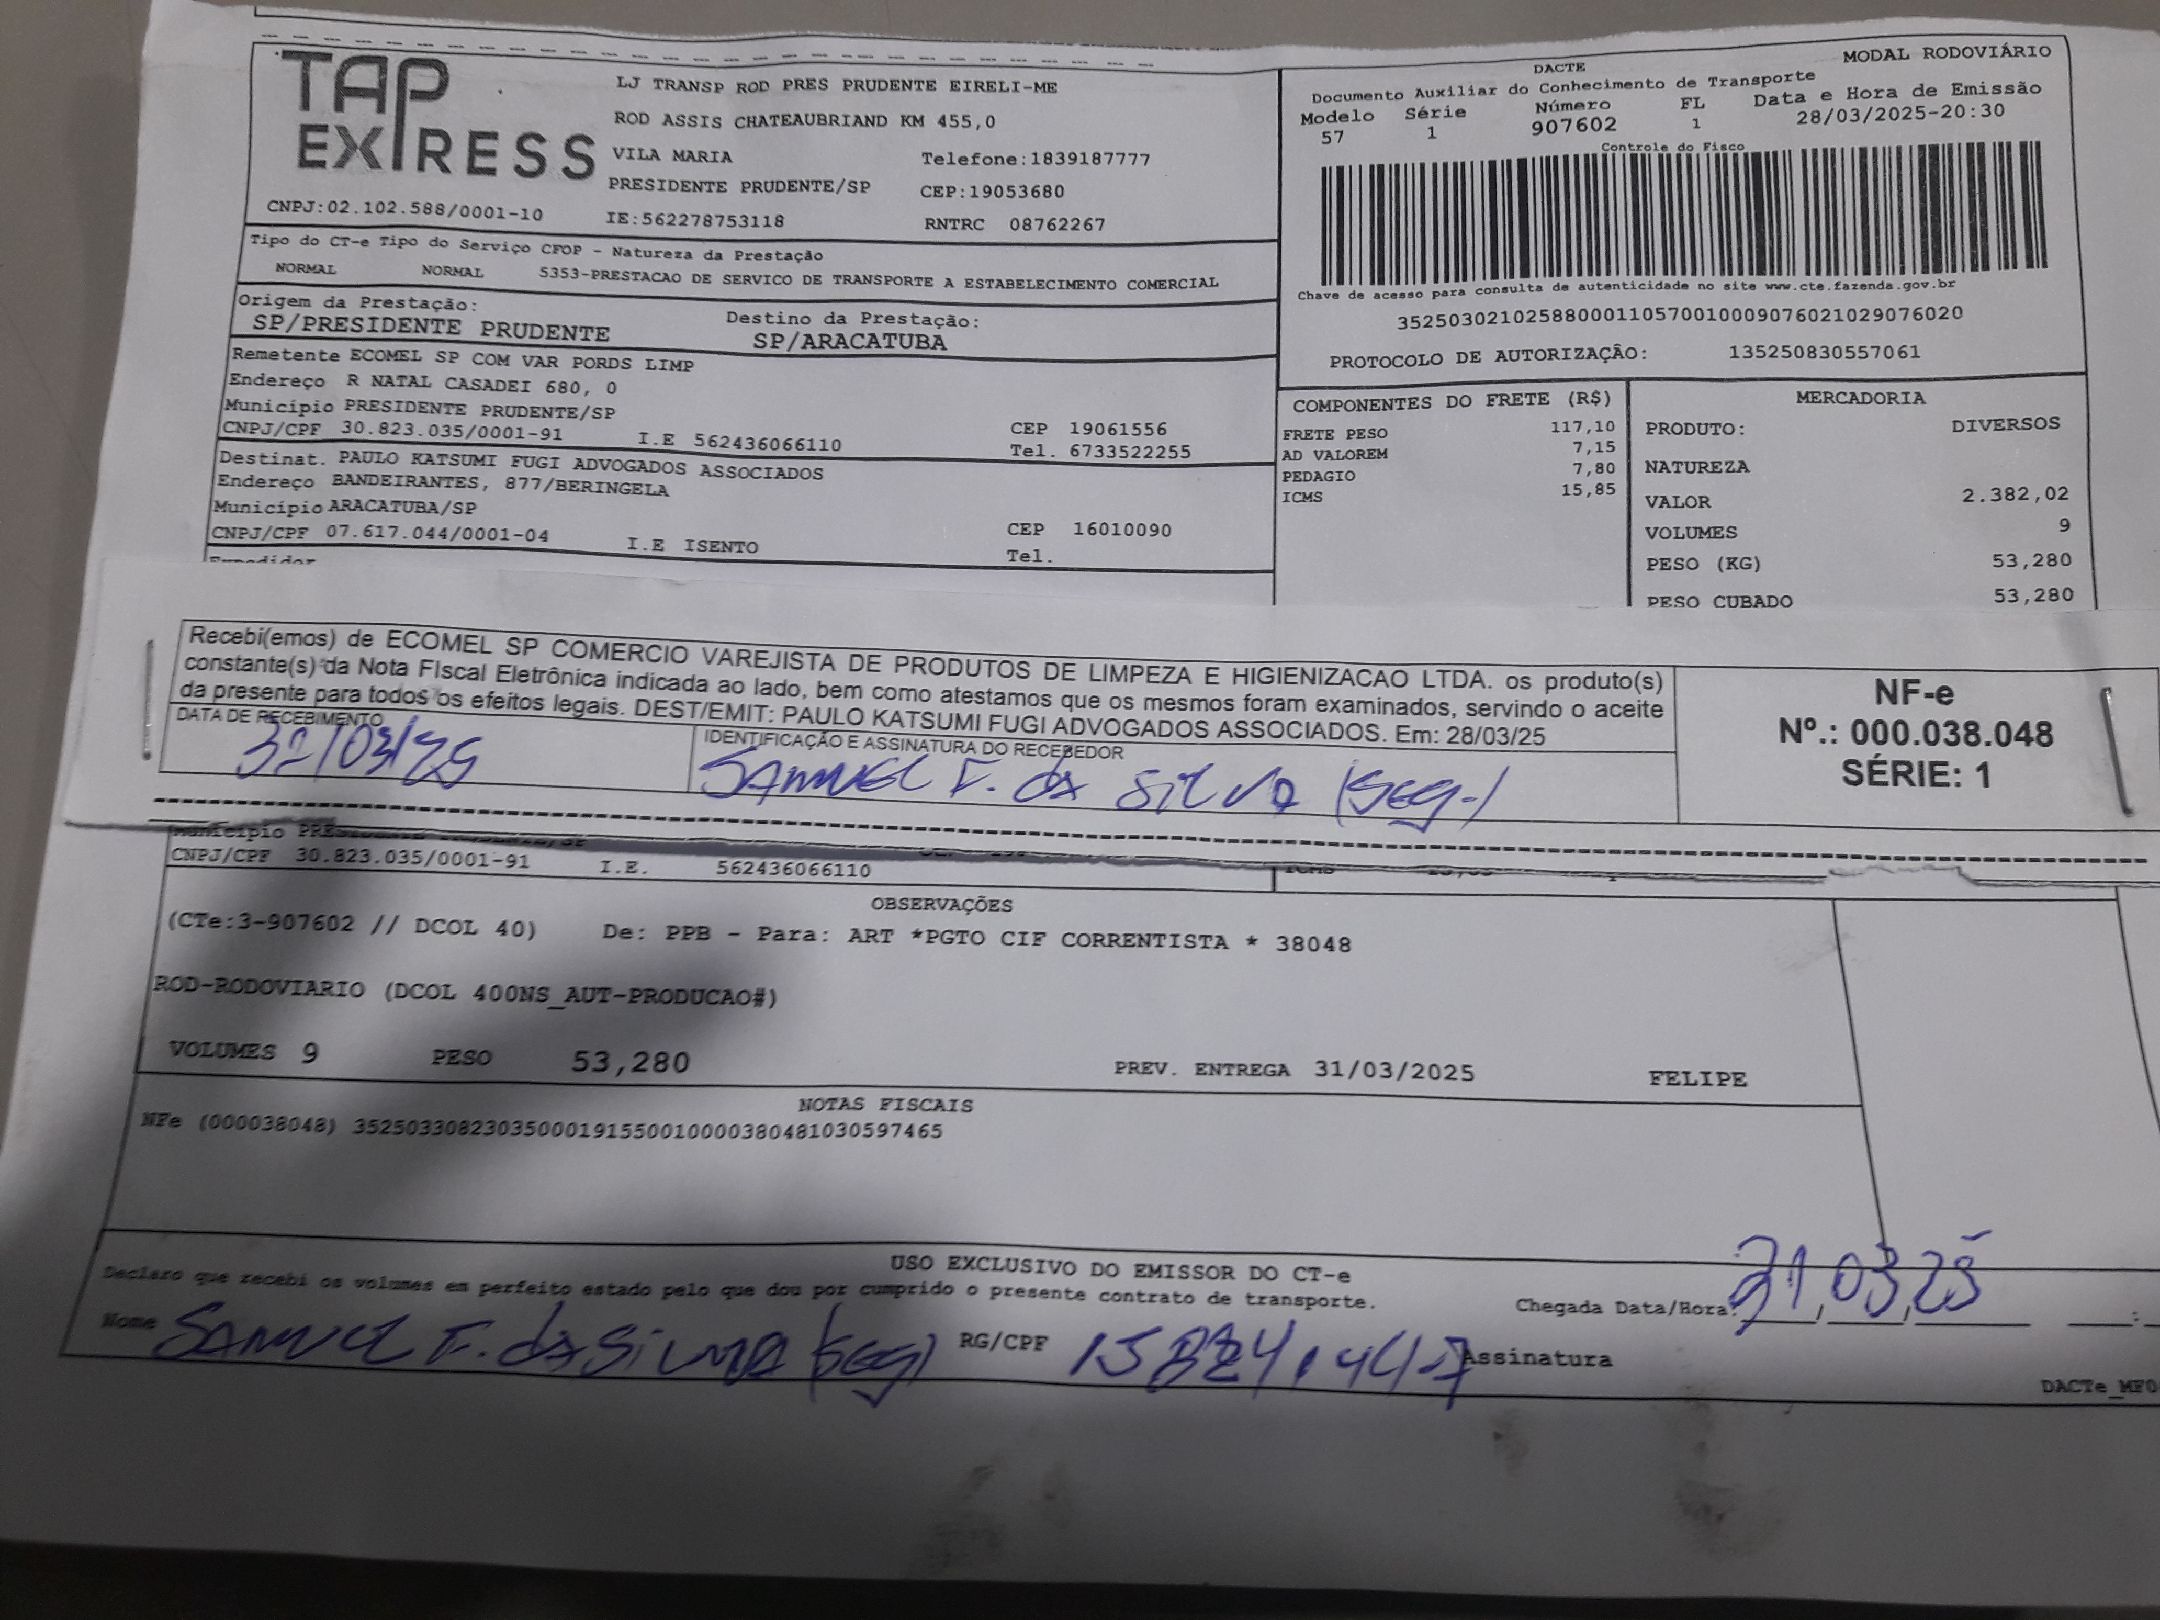 TAP EXPRESS
LJ TRANSP ROD PRES PRUDENTE EIRELI-ME
ROD ASSIS CHATEAUBRIAND KM 455,0
VILA MARIA Telefone:1839187777
PRESIDENTE PRUDENTE/SP CEP:19053680
CNPJ:02.102.588/0001-10 IE:562278753118 RNTRC 08762267
DACTE MODAL RODOVIÁRIO
Documento Auxiliar do Conhecimento de Transporte
Modelo Série Número FL Data e Hora de Emissão
57 1 907602 1 28/03/2025-20:30
Controle do Fisco
Chave de acesso para consulta de autenticidade no site www.cte.fazenda.gov.br
35250302102588000110570010009076021029076020
PROTOCOLO DE AUTORIZAÇÃO: 135250830557061
Tipo do CT-e Tipo do Serviço CFOP - Natureza da Prestação
NORMAL NORMAL 5353-PRESTACAO DE SERVICO DE TRANSPORTE A ESTABELECIMENTO COMERCIAL
Origem da Prestação: Destino da Prestação:
SP/PRESIDENTE PRUDENTE SP/ARACATUBA
Remetente ECOMEL SP COM VAR PORDS LIMP
Endereço R NATAL CASADEI 680, 0
Município PRESIDENTE PRUDENTE/SP CEP 19061556
CNPJ/CPF 30.823.035/0001-91 I.E 562436066110 Tel. 6733522255
Destinat. PAULO KATSUMI FUGI ADVOGADOS ASSOCIADOS
Endereço BANDEIRANTES, 877/BERINGELA
Município ARACATUBA/SP CEP 16010090
CNPJ/CPF 07.617.044/0001-04 I.E ISENTO Tel.
Expedidor
COMPONENTES DO FRETE (R$)
FRETE PESO 117,10
AD VALOREM 7,15
PEDAGIO 7,80
ICMS 15,85
MERCADORIA
PRODUTO: DIVERSOS
NATUREZA
VALOR 2.382,02
VOLUMES 9
PESO (KG) 53,280
PESO CUBADO 53,280
Recebi(emos) de ECOMEL SP COMERCIO VAREJISTA DE PRODUTOS DE LIMPEZA E HIGIENIZACAO LTDA. os produto(s)
constante(s) da Nota FIscal Eletrônica indicada ao lado, bem como atestamos que os mesmos foram examinados, servindo o aceite
da presente para todos os efeitos legais. DEST/EMIT: PAULO KATSUMI FUGI ADVOGADOS ASSOCIADOS. Em: 28/03/25
DATA DE RECEBIMENTO IDENTIFICAÇÃO E ASSINATURA DO RECEBEDOR
SAMUEL F. da SILVA (Seg.)
NF-e
Nº.: 000.038.048
SÉRIE: 1
Município
CNPJ/CPF 30.823.035/0001-91 I.E. 562436066110
OBSERVAÇÕES
(CTe:3-907602 // DCOL 40) De: PPB - Para: ART *PGTO CIF CORRENTISTA * 38048
ROD-RODOVIARIO (DCOL 400NS_AUT-PRODUCAO#)
VOLUMES 9 PESO 53,280 PREV. ENTREGA 31/03/2025 FELIPE
NOTAS FISCAIS
NFe (000038048) 35250330823035000191550010000380481030597465
USO EXCLUSIVO DO EMISSOR DO CT-e
Declaro que recebi os volumes em perfeito estado pelo que dou por cumprido o presente contrato de transporte. Chegada Data/Hora: 31,03,25
Nome SAMUEL F. da SILVA (Seg) RG/CPF Assinatura